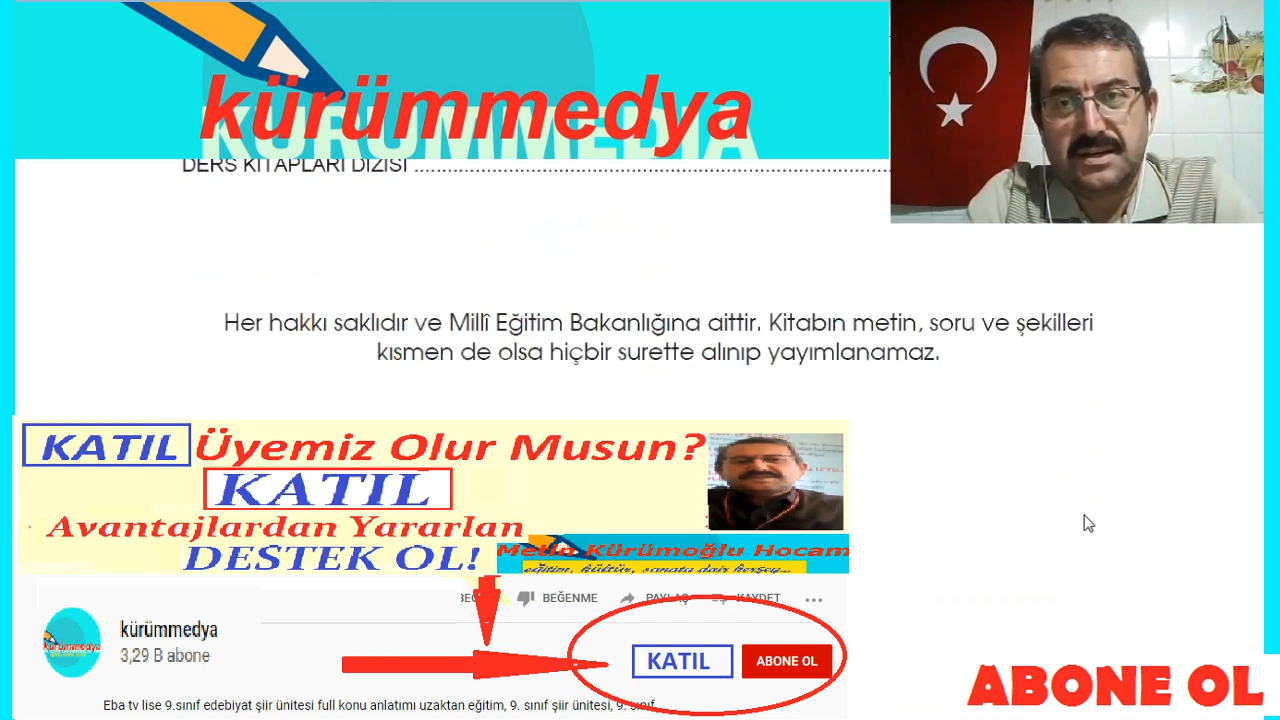 kürümmedya
KURUMMEDIA
DERS KİTAPLARI DİZİSİ ..........................................................................................
Her hakkı saklıdır ve Millî Eğitim Bakanlığına aittir. Kitabın metin, soru ve şekilleri
kısmen de olsa hiçbir surette alınıp yayımlanamaz.
KATIL Üyemiz Olur Musun?
KATIL
Avantajlardan Yararlan
DESTEK OL!
Metin Kürümoğlu Hocam
eğitim, kültür, sanata dair herşey...
BEĞENME PAYLAŞ KAYDET ...
kürümmedya
3,29 B abone
KATIL ABONE OL
Eba tv lise 9.sınıf edebiyat şiir ünitesi full konu anlatımı uzaktan eğitim, 9. sınıf şiir ünitesi, 9. sınıf
ABONE OL